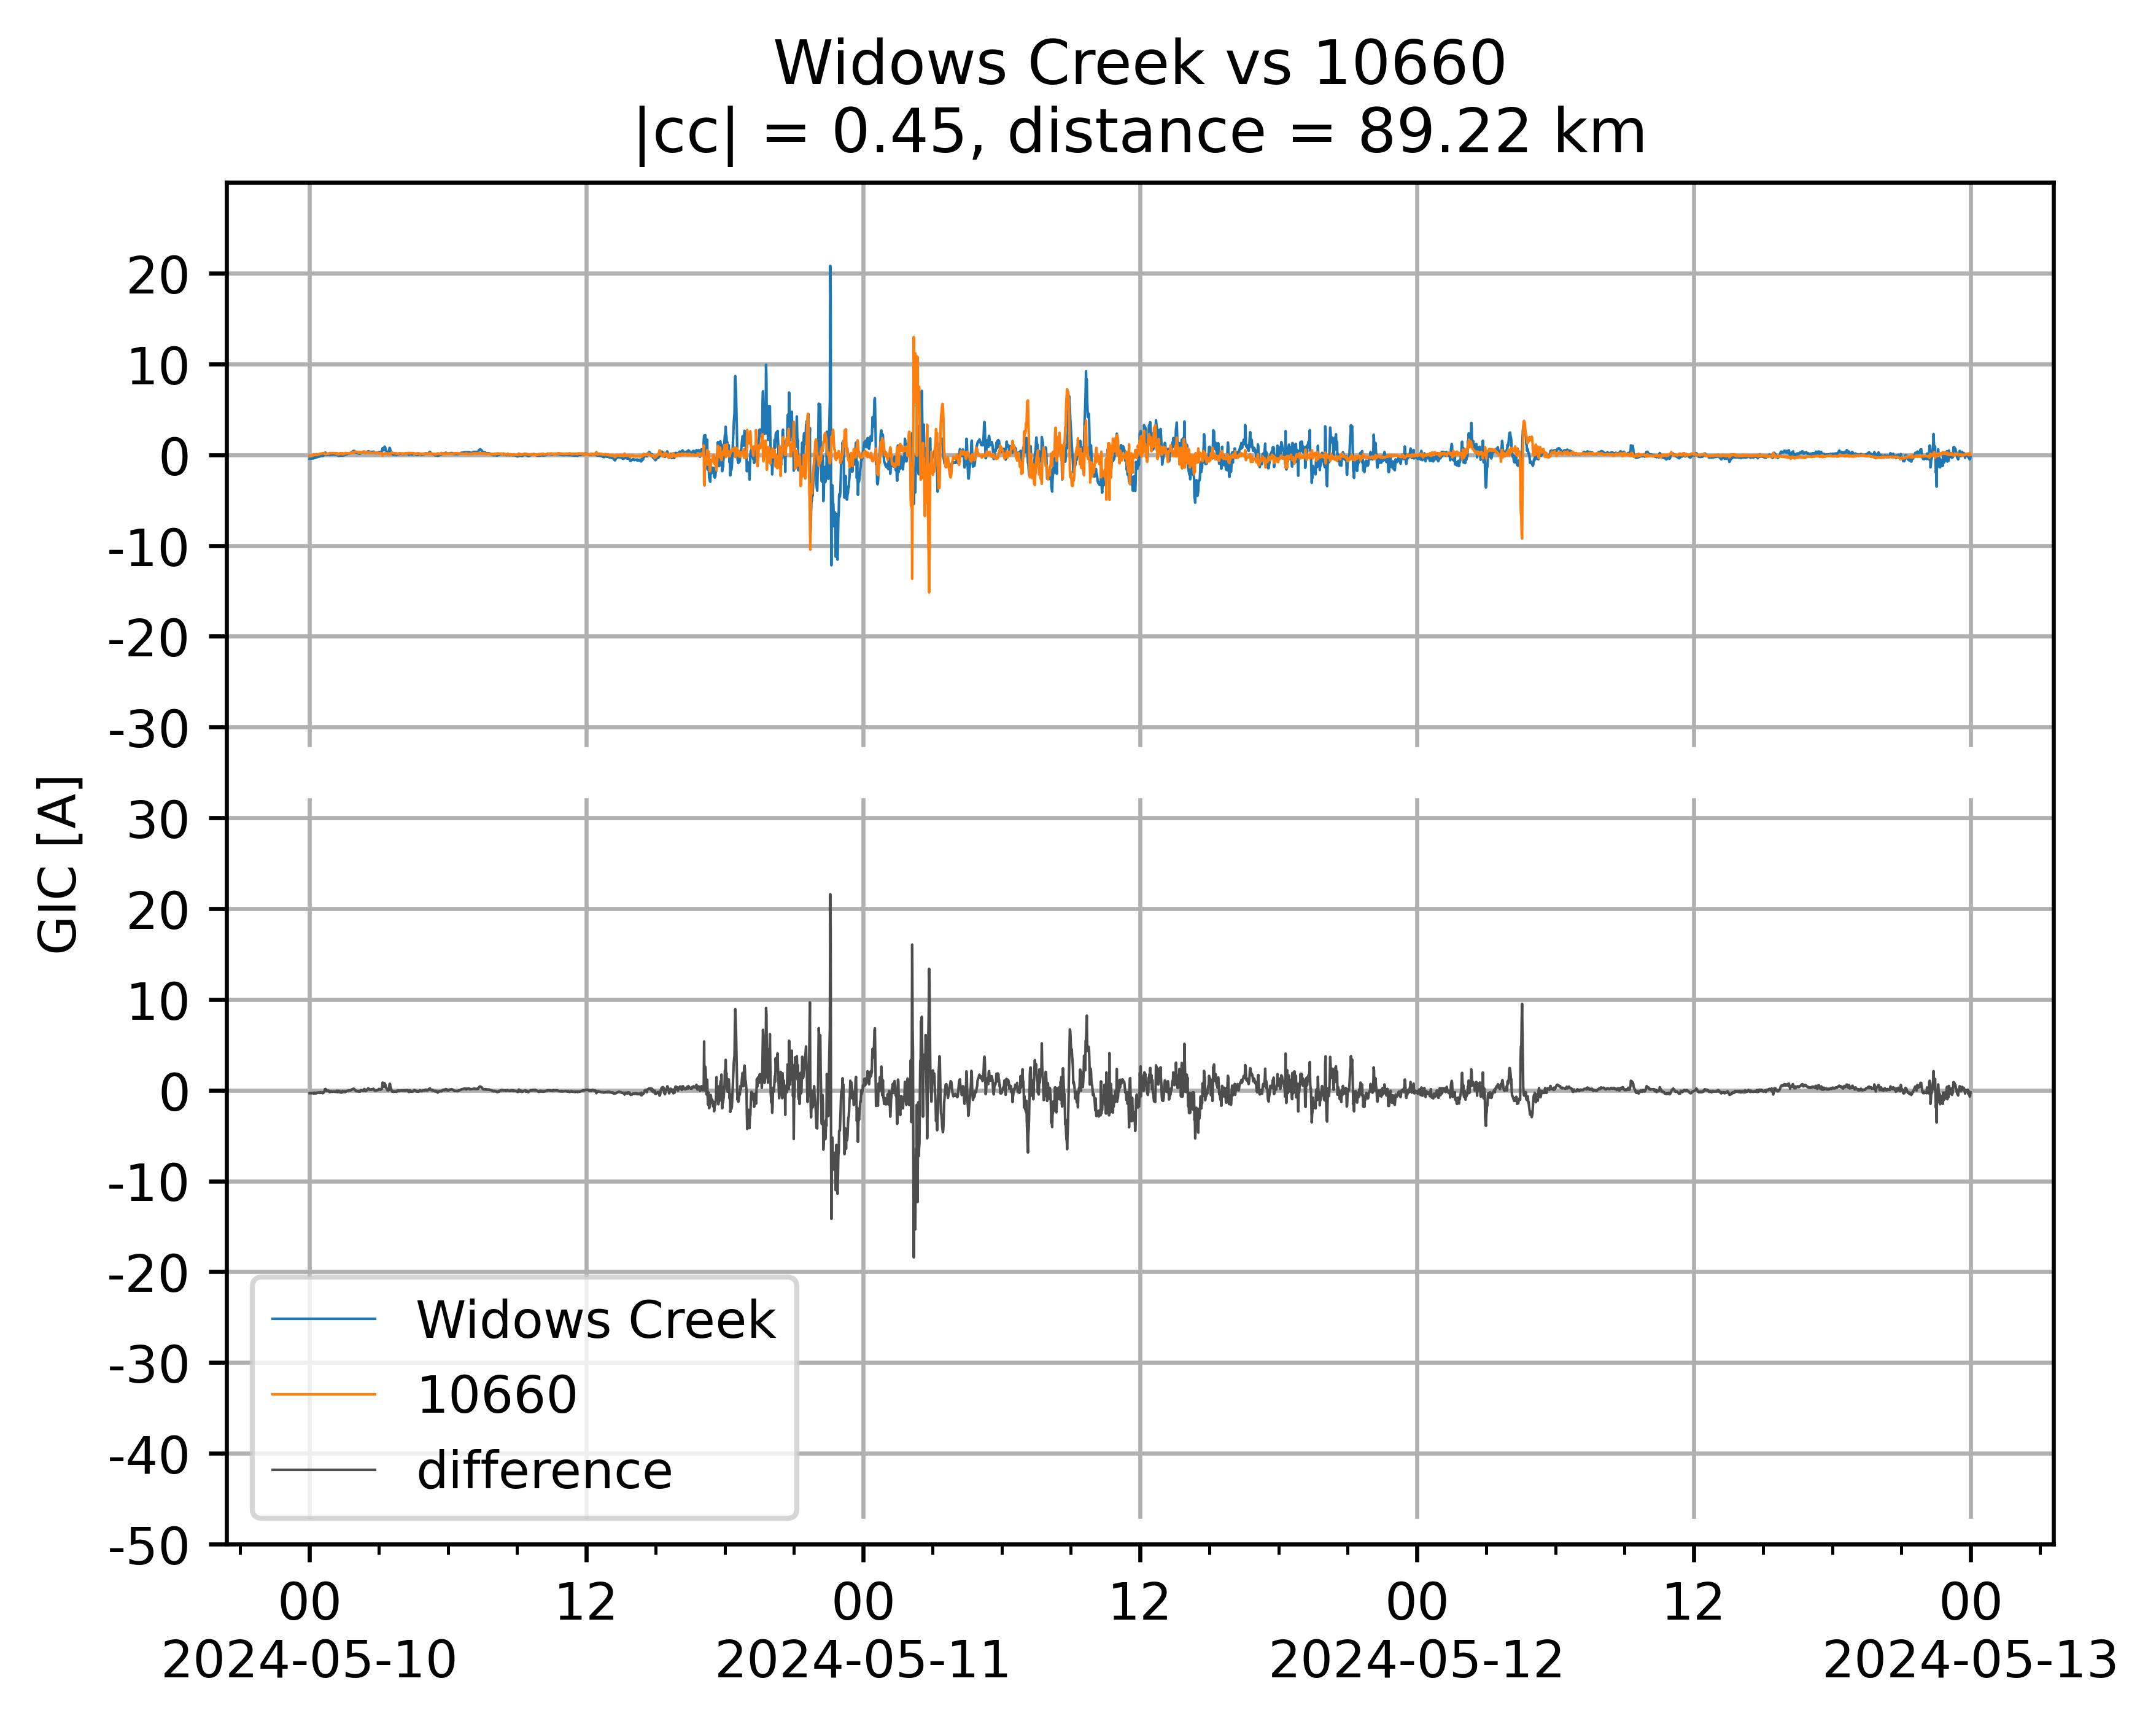 Widows Creek vs 10660
|cc| = 0.45, distance = 89.22 km
GIC [A]
20
10
0
-10
-20
-30
30
20
10
0
-10
-20
-30
-40
-50
Widows Creek
10660
difference
00 12 00 12 00 12 00
2024-05-10 2024-05-11 2024-05-12 2024-05-13